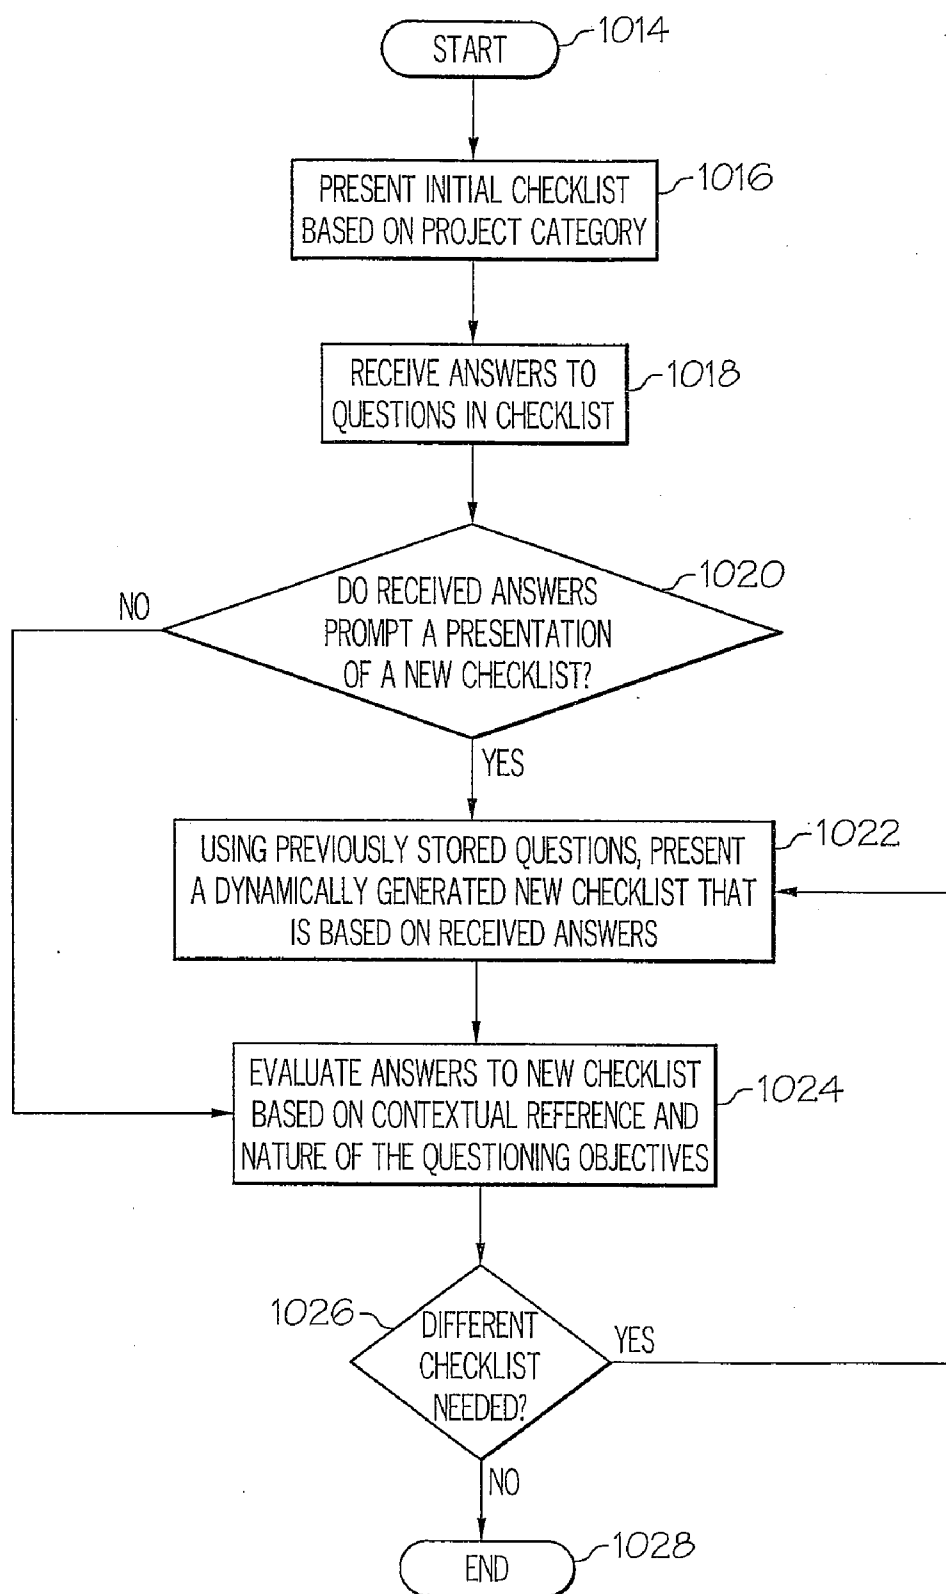 START
1014
PRESENT INITIAL CHECKLIST
BASED ON PROJECT CATEGORY
1016
RECEIVE ANSWERS TO
QUESTIONS IN CHECKLIST
1018
DO RECEIVED ANSWERS
PROMPT A PRESENTATION
OF A NEW CHECKLIST?
1020
NO
YES
USING PREVIOUSLY STORED QUESTIONS, PRESENT
A DYNAMICALLY GENERATED NEW CHECKLIST THAT
IS BASED ON RECEIVED ANSWERS
1022
EVALUATE ANSWERS TO NEW CHECKLIST
BASED ON CONTEXTUAL REFERENCE AND
NATURE OF THE QUESTIONING OBJECTIVES
1024
1026
DIFFERENT
CHECKLIST
NEEDED?
YES
NO
END
1028